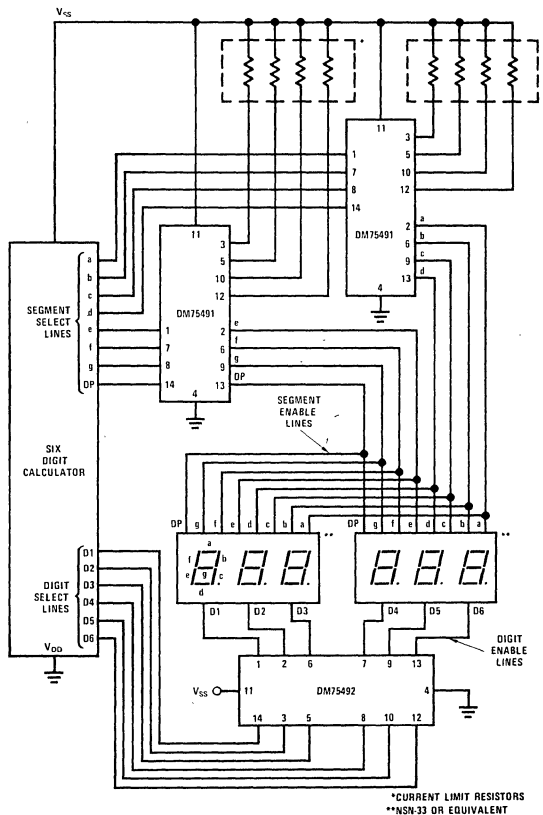 VSS
*
11
3
1
5
7
10
8
12
14
a
2
b
DM75491
6
c
9
d
13
4
11
3
5
10
DM75491
12
1
e
2
7
f
6
8
g
9
14
DP
13
4
a
b
c
SEGMENT
SELECT
LINES
d
e
f
g
DP
SIX
DIGIT
CALCULATOR
SEGMENT
ENABLE
LINES
DP g f e d c b a
**
DP g f e d c b a
**
a
f b
g
e c
d
D1 D2 D3
D4 D5 D6
D1
D2
DIGIT
SELECT
LINES
D3
D4
D5
D6
VDD
DIGIT
ENABLE
LINES
1 2 6 7 9 13
VSS
11
DM75492
4
14 3 5 8 10 12
*CURRENT LIMIT RESISTORS
**NSN-33 OR EQUIVALENT